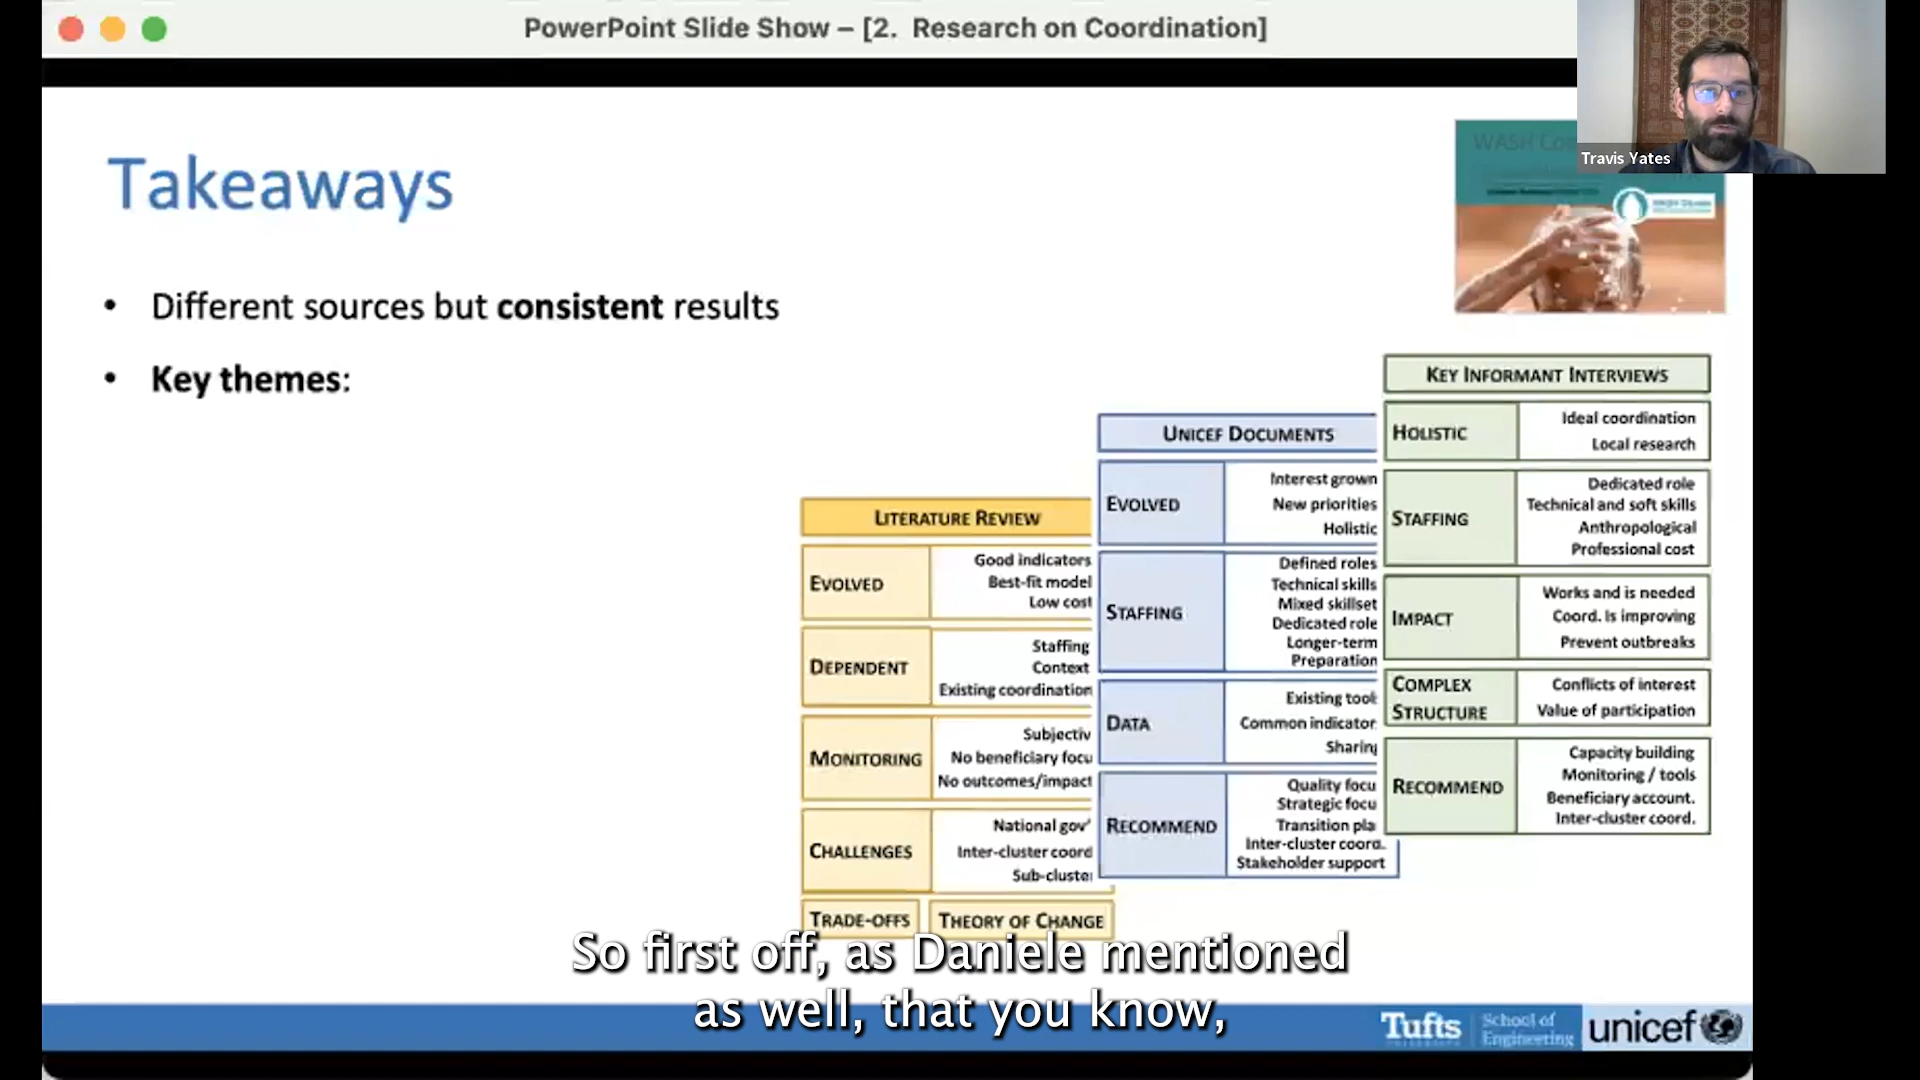 PowerPoint Slide Show – [2. Research on Coordination]
Travis Yates
Takeaways
• Different sources but consistent results
• Key themes:
LITERATURE REVIEW
EVOLVED
Good indicators
Best-fit model
Low cost
DEPENDENT
Staffing
Context
Existing coordination
MONITORING
Subjectiv
No beneficiary focu
No outcomes/impact
CHALLENGES
National gov'
Inter-cluster coord
Sub-cluste
TRADE-OFFS
THEORY OF CHANGE
UNICEF DOCUMENTS
EVOLVED
Interest grown
New priorities
Holistic
STAFFING
Defined roles
Technical skills
Mixed skillset
Dedicated role
Longer-term
Preparation
DATA
Existing tool
Common indicator
Sharin
RECOMMEND
Quality focu
Strategic focu
Transition pla
Inter-cluster coord.
Stakeholder support
KEY INFORMANT INTERVIEWS
HOLISTIC
Ideal coordination
Local research
STAFFING
Dedicated role
Technical and soft skills
Anthropological
Professional cost
IMPACT
Works and is needed
Coord. Is improving
Prevent outbreaks
COMPLEX
STRUCTURE
Conflicts of interest
Value of participation
RECOMMEND
Capacity building
Monitoring / tools
Beneficiary account.
Inter-cluster coord.
So first off, as Daniele mentioned
as well, that you know,
Tufts
School of
Engineering
unicef